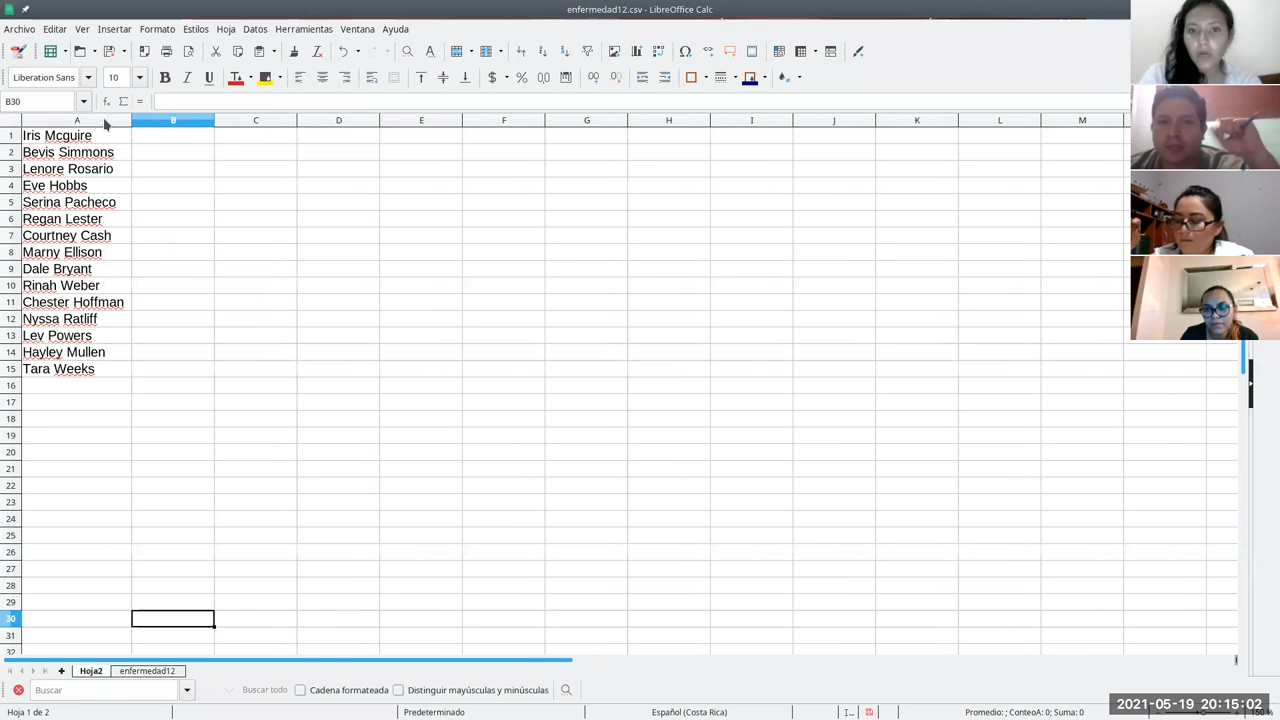 enfermedad12.csv - LibreOffice Calc
Archivo Editar Ver Insertar Formato Estilos Hoja Datos Herramientas Ventana Ayuda
Liberation Sans 10
B30
A B C D E F G H I J K L M
1 Iris Mcguire
2 Bevis Simmons
3 Lenore Rosario
4 Eve Hobbs
5 Serina Pacheco
6 Regan Lester
7 Courtney Cash
8 Marny Ellison
9 Dale Bryant
10 Rinah Weber
11 Chester Hoffman
12 Nyssa Ratliff
13 Lev Powers
14 Hayley Mullen
15 Tara Weeks
16
17
18
19
20
21
22
23
24
25
26
27
28
29
30
31
32
Hoja2 enfermedad12
Buscar Buscar todo Cadena formateada Distinguir mayúsculas y minúsculas
Hoja 1 de 2 Predeterminado Español (Costa Rica) Promedio: ; ConteoA: 0; Suma: 0
2021-05-19 20:15:02